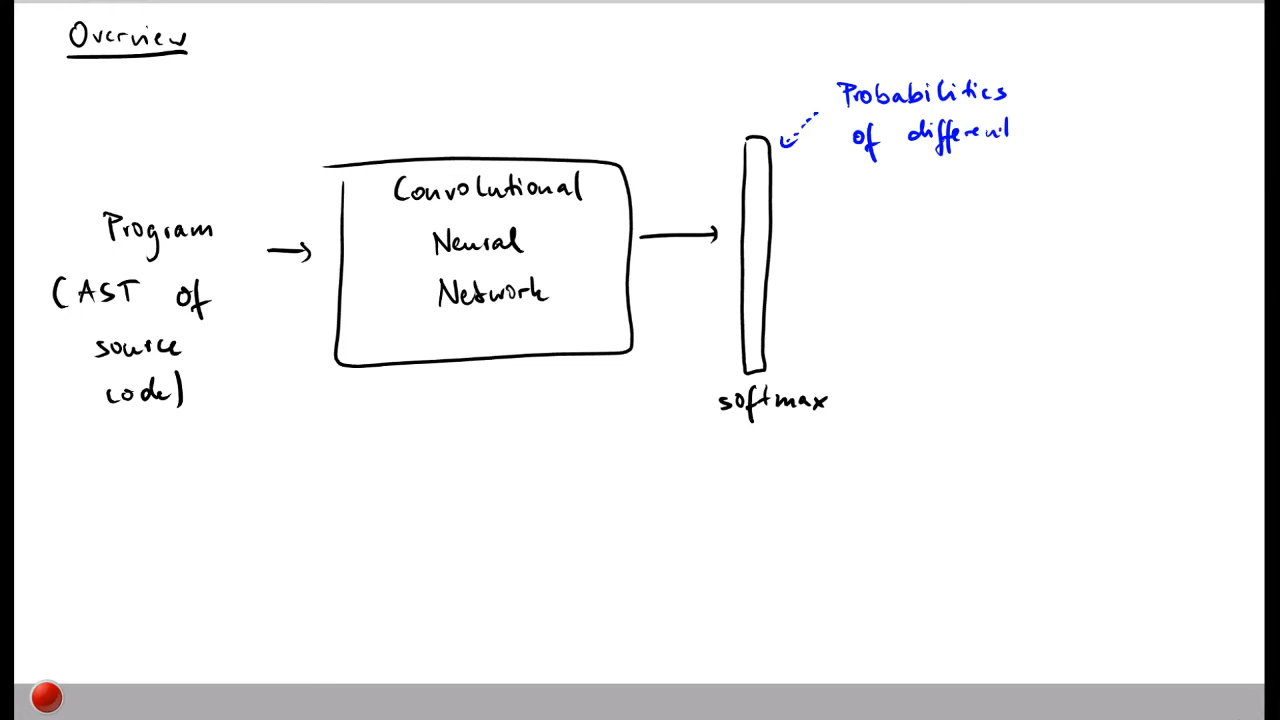 Overview
Probabilities
of different
Convolutional
Neural
Network
Program
(AST of
source
code)
softmax